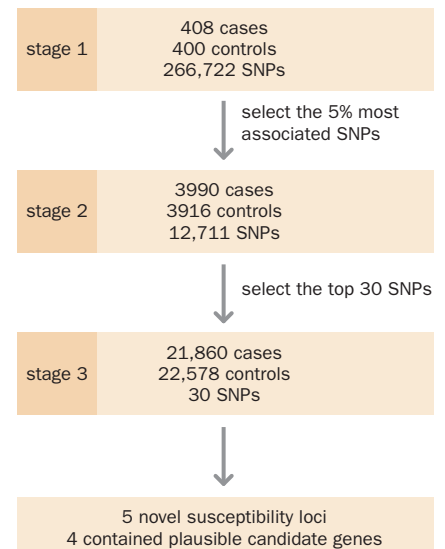 stage 1
408 cases
400 controls
266,722 SNPs
select the 5% most
associated SNPs
stage 2
3990 cases
3916 controls
12,711 SNPs
select the top 30 SNPs
stage 3
21,860 cases
22,578 controls
30 SNPs
5 novel susceptibility loci
4 contained plausible candidate genes